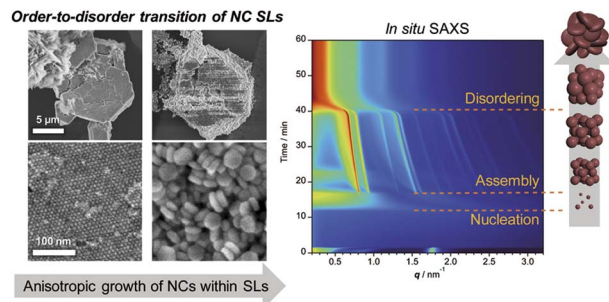 Order-to-disorder transition of NC SLs
5 μm
100 nm
Anisotropic growth of NCs within SLs
In situ SAXS
Time / min
60
50
40
30
20
10
0
Disordering
Assembly
Nucleation
0.5 1.0 1.5 2.0 2.5 3.0
q / nm⁻¹